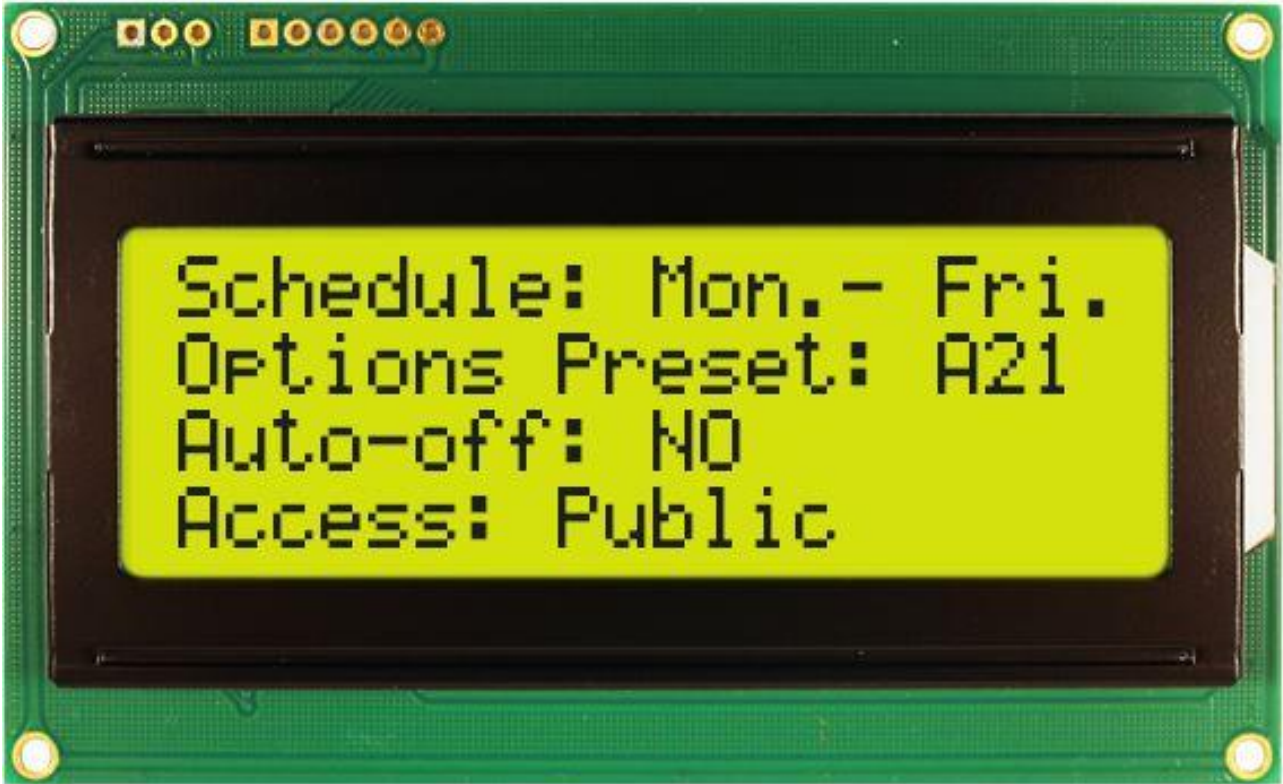 Schedule: Mon.- Fri.
Options Preset: A21
Auto-off: NO
Access: Public